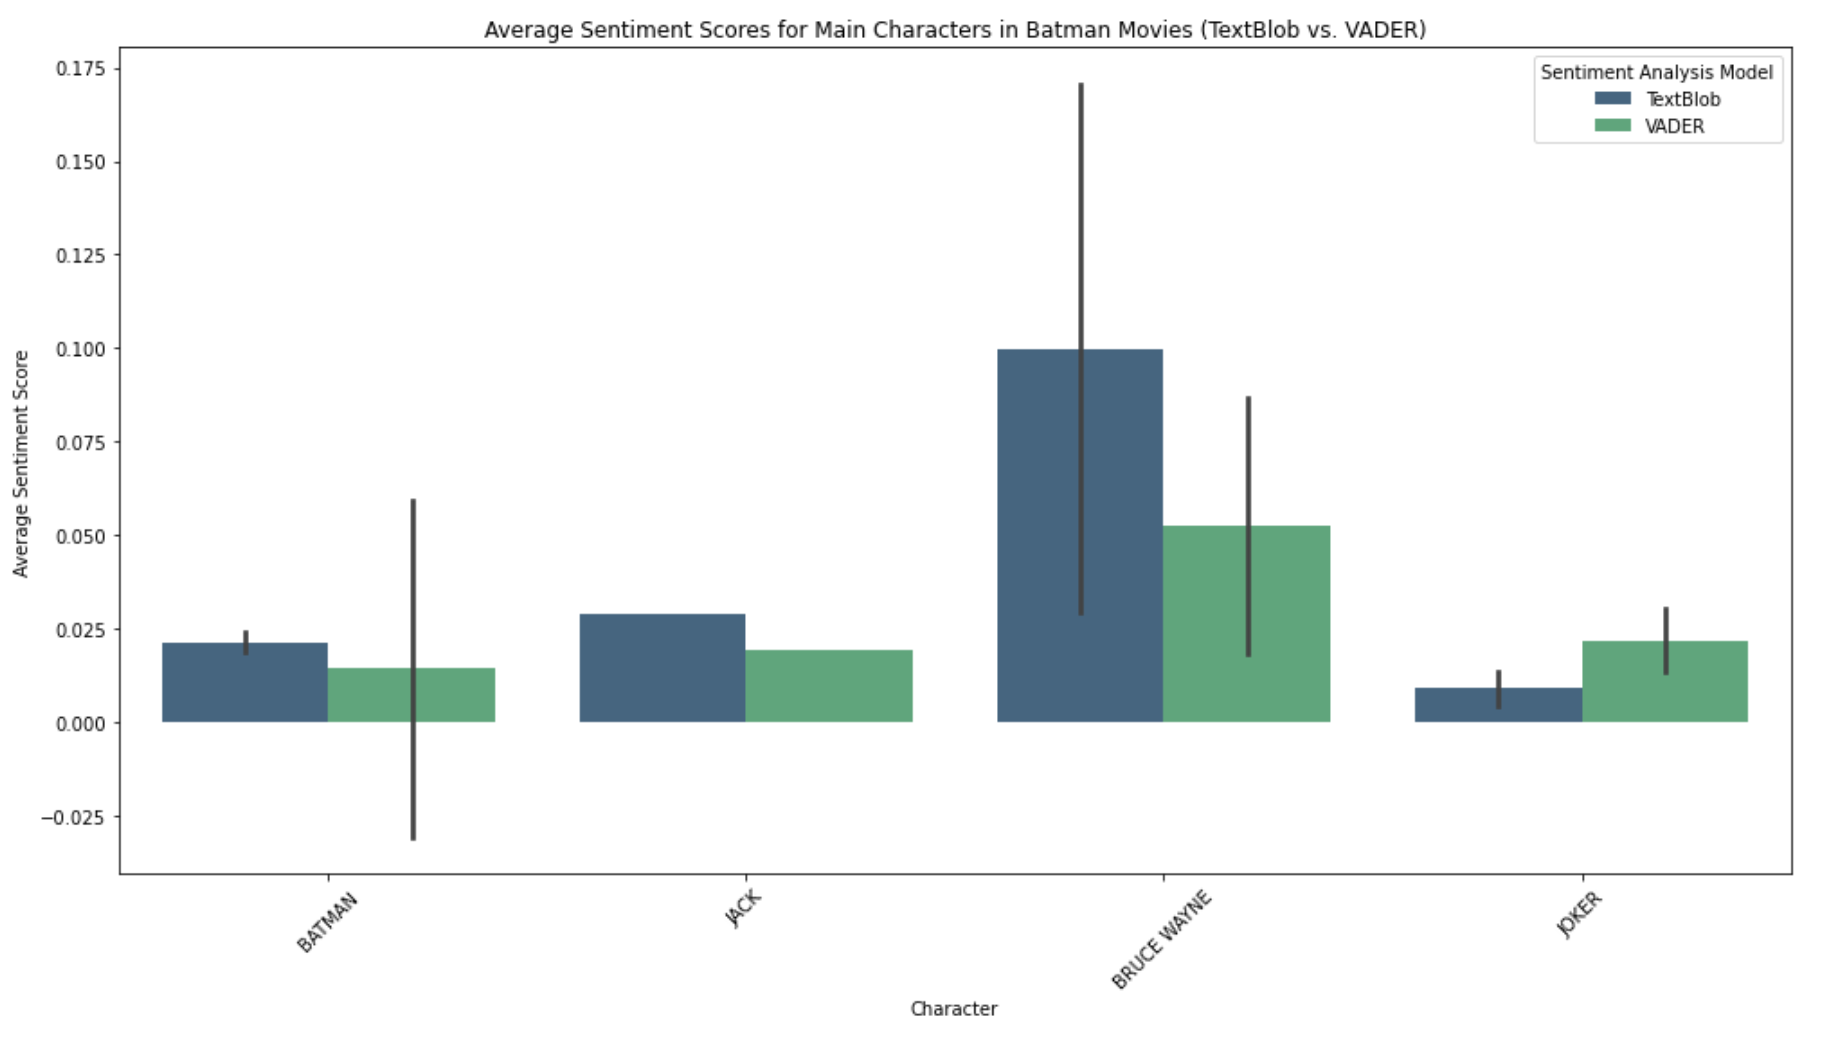 Average Sentiment Scores for Main Characters in Batman Movies (TextBlob vs. VADER)
Sentiment Analysis Model
TextBlob
VADER
0.175
0.150
0.125
0.100
0.075
0.050
0.025
0.000
−0.025
Average Sentiment Score
BATMAN
JACK
BRUCE WAYNE
JOKER
Character